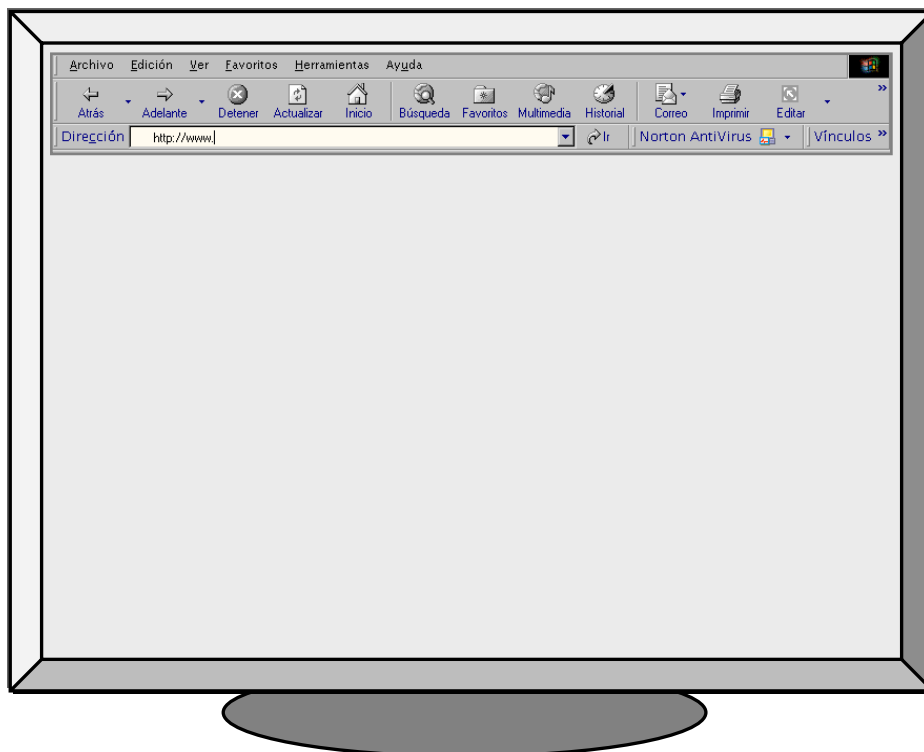 Archivo Edición Ver Favoritos Herramientas Ayuda
»
Atrás Adelante Detener Actualizar Inicio Búsqueda Favoritos Multimedia Historial Correo Imprimir Editar
Dirección http://www. Ir Norton AntiVirus Vínculos »